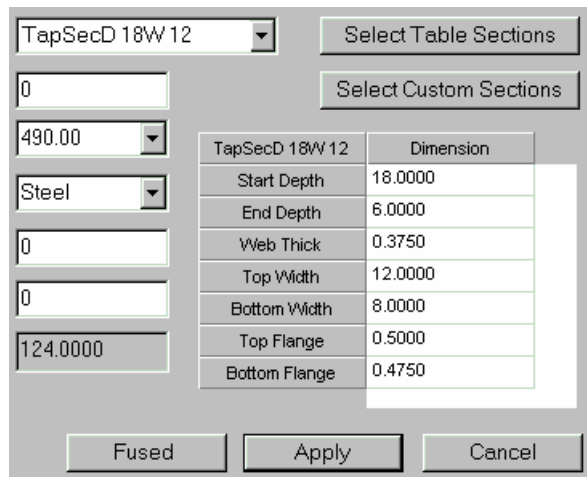 TapSecD 18W 12
Select Table Sections
0
Select Custom Sections
490.00
TapSecD 18W 12 Dimension
Start Depth 18.0000
Steel
End Depth 6.0000
0
Web Thick 0.3750
Top Width 12.0000
0
Bottom Width 8.0000
124.0000
Top Flange 0.5000
Bottom Flange 0.4750
Fused Apply Cancel